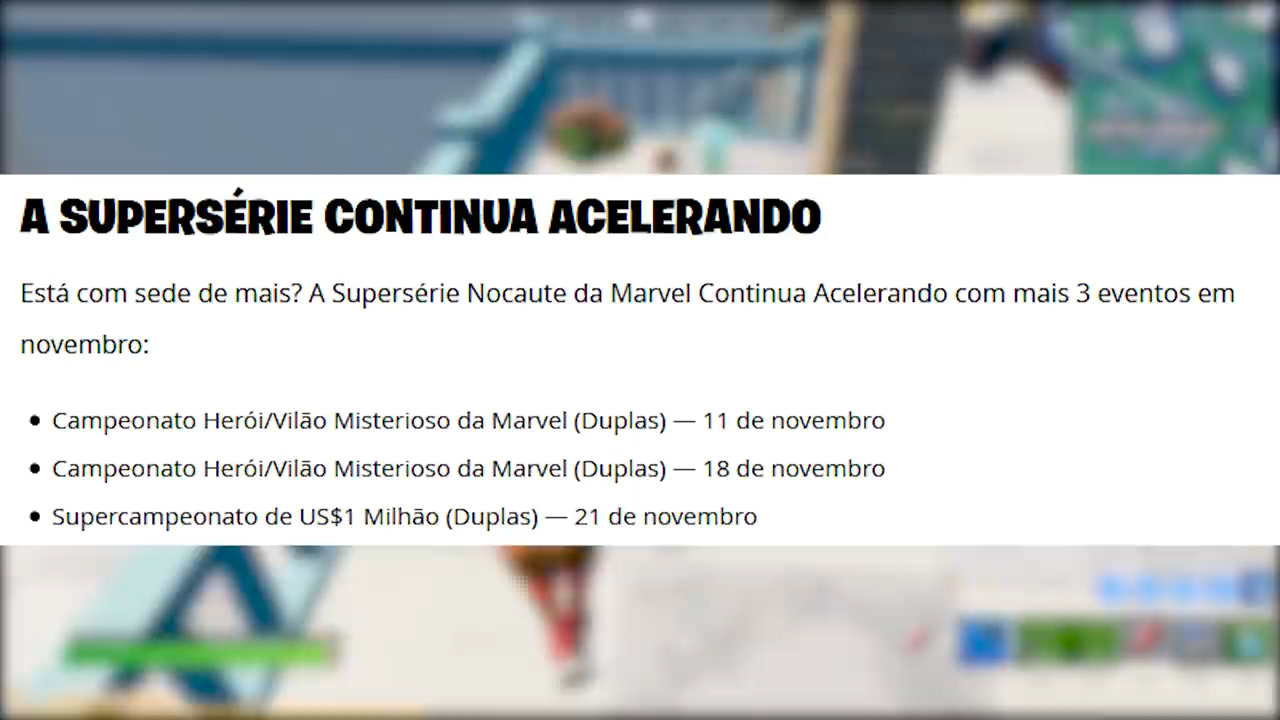 A SUPERSÉRIE CONTINUA ACELERANDO
Está com sede de mais? A Supersérie Nocaute da Marvel Continua Acelerando com mais 3 eventos em
novembro:
• Campeonato Herói/Vilão Misterioso da Marvel (Duplas) — 11 de novembro
• Campeonato Herói/Vilão Misterioso da Marvel (Duplas) — 18 de novembro
• Supercampeonato de US$1 Milhão (Duplas) — 21 de novembro